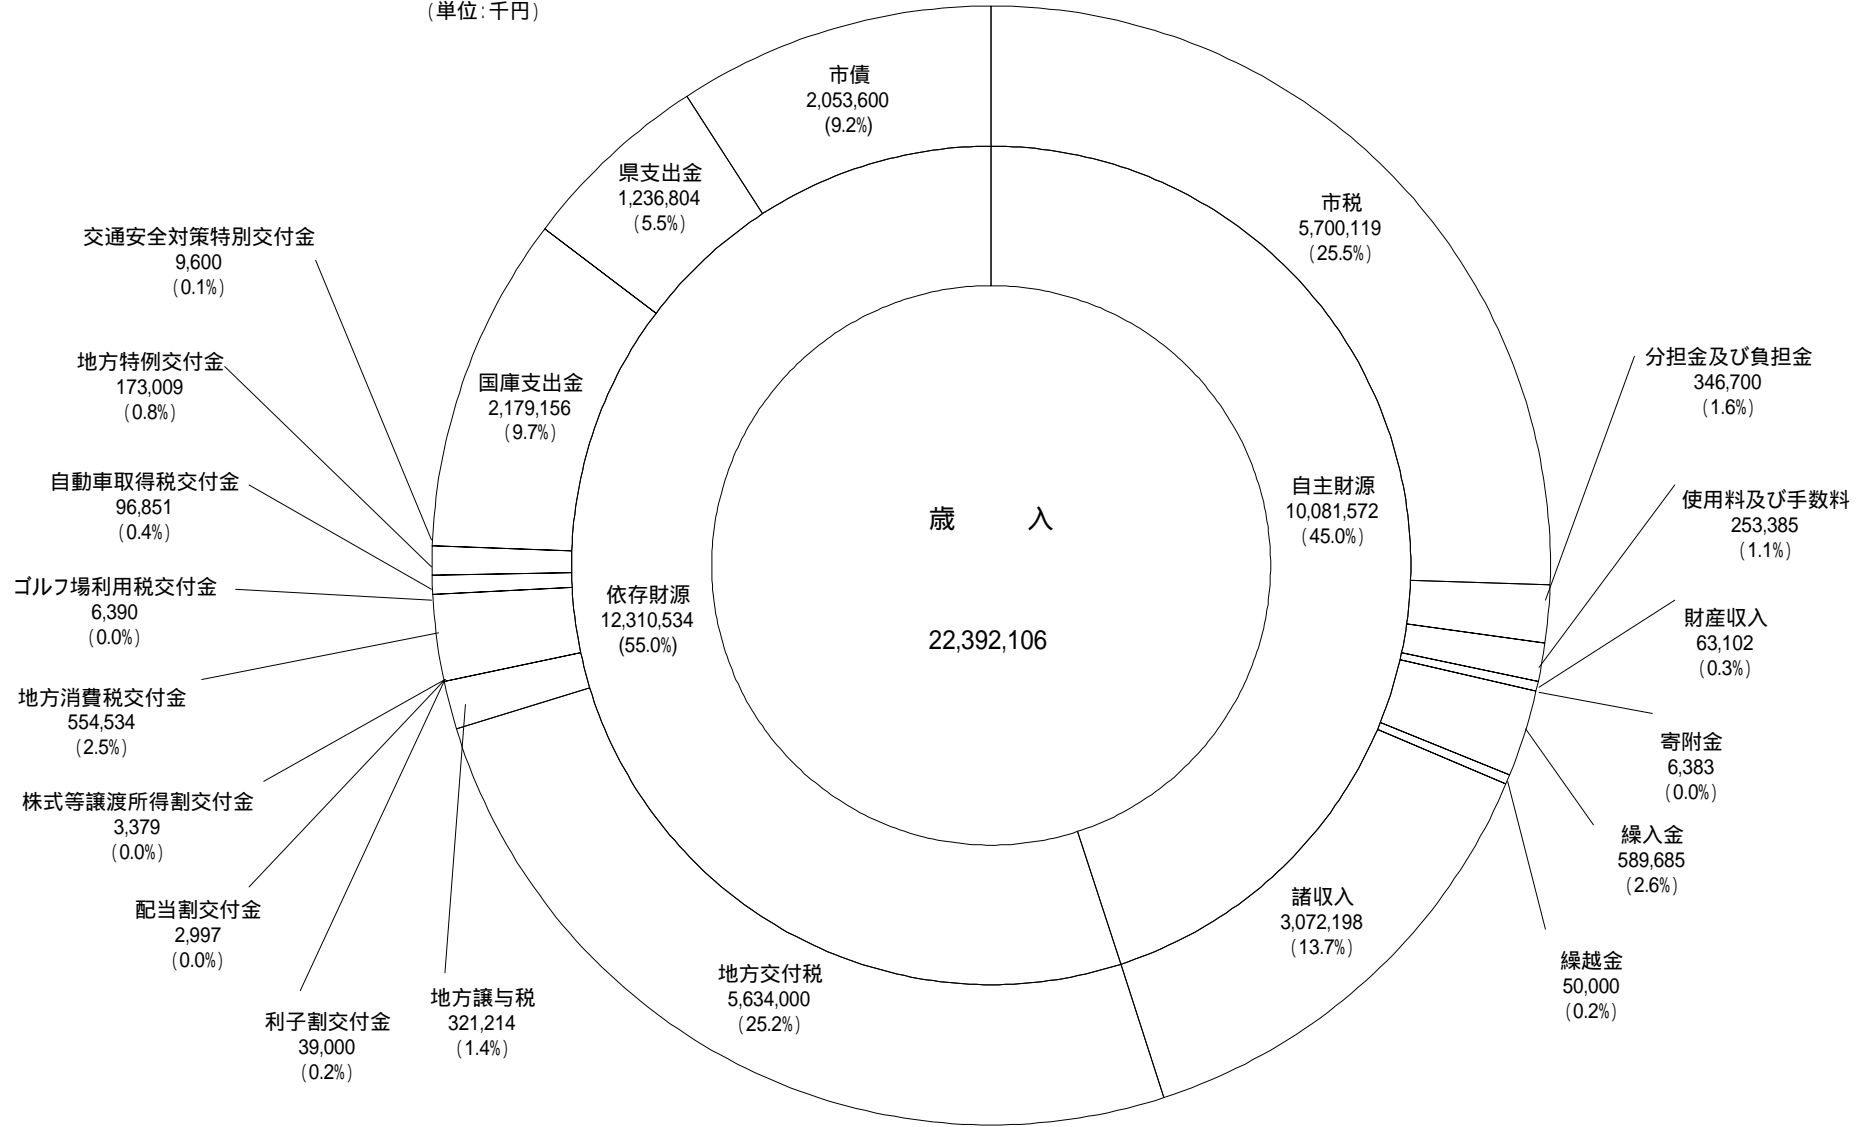 (単位:千円)
市債
2,053,600
(9.2%)
県支出金
1,236,804
(5.5%)
市税
5,700,119
(25.5%)
交通安全対策特別交付金
9,600
(0.1%)
地方特例交付金
173,009
(0.8%)
国庫支出金
2,179,156
(9.7%)
分担金及び負担金
346,700
(1.6%)
自動車取得税交付金
96,851
(0.4%)
自主財源
10,081,572
(45.0%)
使用料及び手数料
253,385
(1.1%)
歳 入
22,392,106
ゴルフ場利用税交付金
6,390
(0.0%)
依存財源
12,310,534
(55.0%)
財産収入
63,102
(0.3%)
地方消費税交付金
554,534
(2.5%)
寄附金
6,383
(0.0%)
株式等譲渡所得割交付金
3,379
(0.0%)
繰入金
589,685
(2.6%)
配当割交付金
2,997
(0.0%)
諸収入
3,072,198
(13.7%)
繰越金
50,000
(0.2%)
地方交付税
5,634,000
(25.2%)
地方譲与税
321,214
(1.4%)
利子割交付金
39,000
(0.2%)